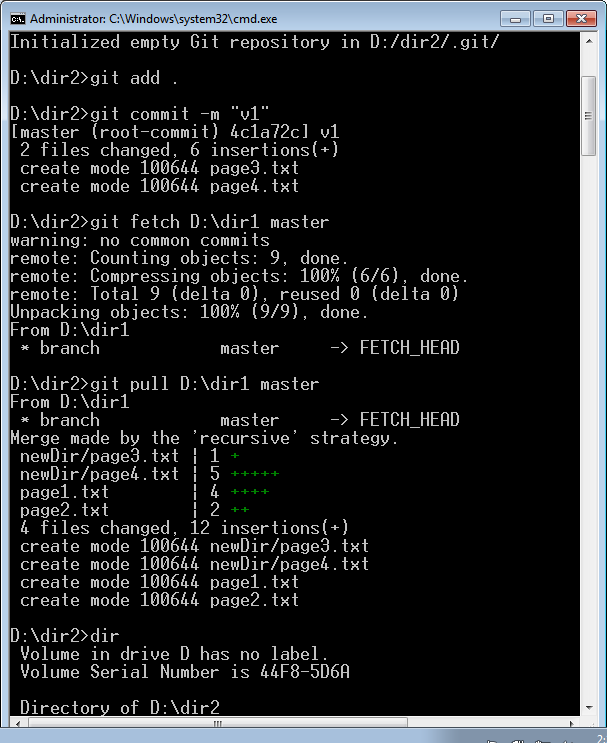 Administrator: C:\Windows\system32\cmd.exe
Initialized empty Git repository in D:/dir2/.git/
D:\dir2>git add .
D:\dir2>git commit -m "v1"
[master (root-commit) 4c1a72c] v1
 2 files changed, 6 insertions(+)
 create mode 100644 page3.txt
 create mode 100644 page4.txt
D:\dir2>git fetch D:\dir1 master
warning: no common commits
remote: Counting objects: 9, done.
remote: Compressing objects: 100% (6/6), done.
remote: Total 9 (delta 0), reused 0 (delta 0)
Unpacking objects: 100% (9/9), done.
From D:\dir1
 * branch            master     -> FETCH_HEAD
D:\dir2>git pull D:\dir1 master
From D:\dir1
 * branch            master     -> FETCH_HEAD
Merge made by the 'recursive' strategy.
 newDir/page3.txt | 1 +
 newDir/page4.txt | 5 +++++
 page1.txt        | 4 ++++
 page2.txt        | 2 ++
 4 files changed, 12 insertions(+)
 create mode 100644 newDir/page3.txt
 create mode 100644 newDir/page4.txt
 create mode 100644 page1.txt
 create mode 100644 page2.txt
D:\dir2>dir
 Volume in drive D has no label.
 Volume Serial Number is 44F8-5D6A
 Directory of D:\dir2